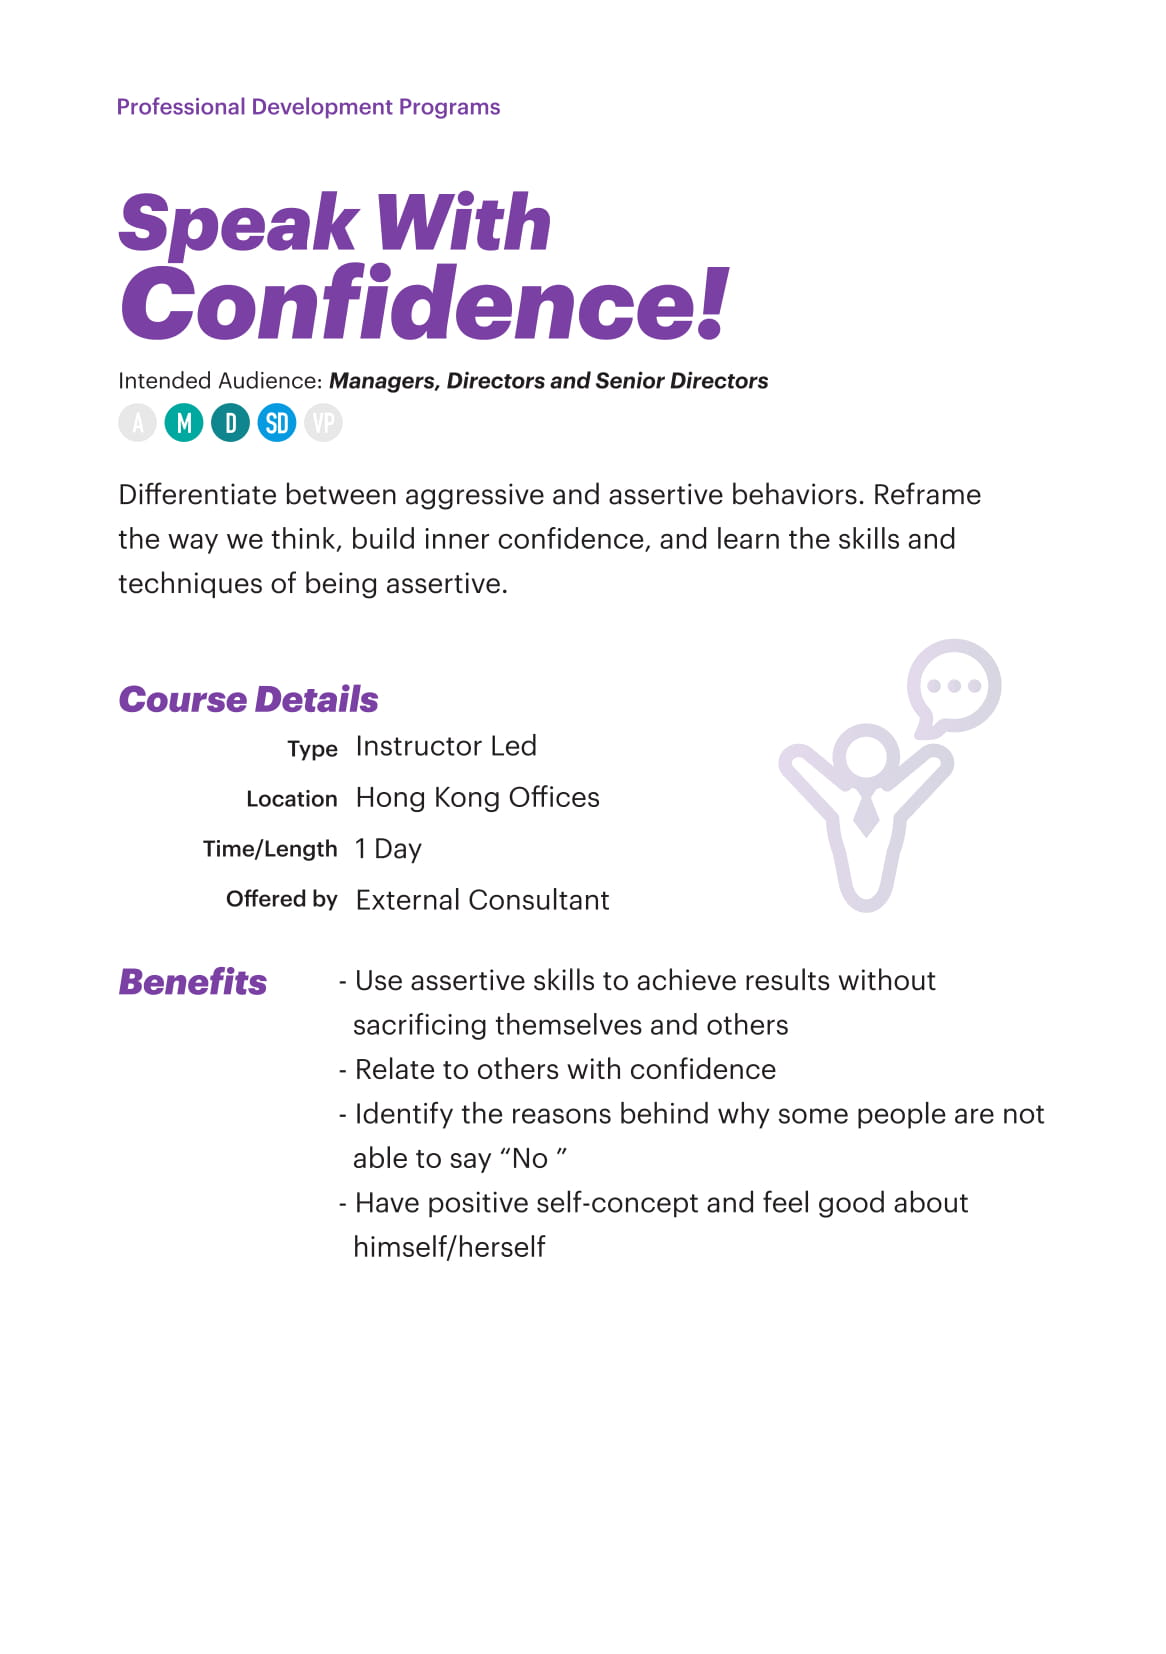 Professional Development Programs
Speak With
Confidence!
Intended Audience: Managers, Directors and Senior Directors
A M D SD VP
Differentiate between aggressive and assertive behaviors. Reframe
the way we think, build inner confidence, and learn the skills and
techniques of being assertive.
Course Details
Type Instructor Led
Location Hong Kong Offices
Time/Length 1 Day
Offered by External Consultant
Benefits - Use assertive skills to achieve results without
sacrificing themselves and others
- Relate to others with confidence
- Identify the reasons behind why some people are not
able to say “No ”
- Have positive self-concept and feel good about
himself/herself